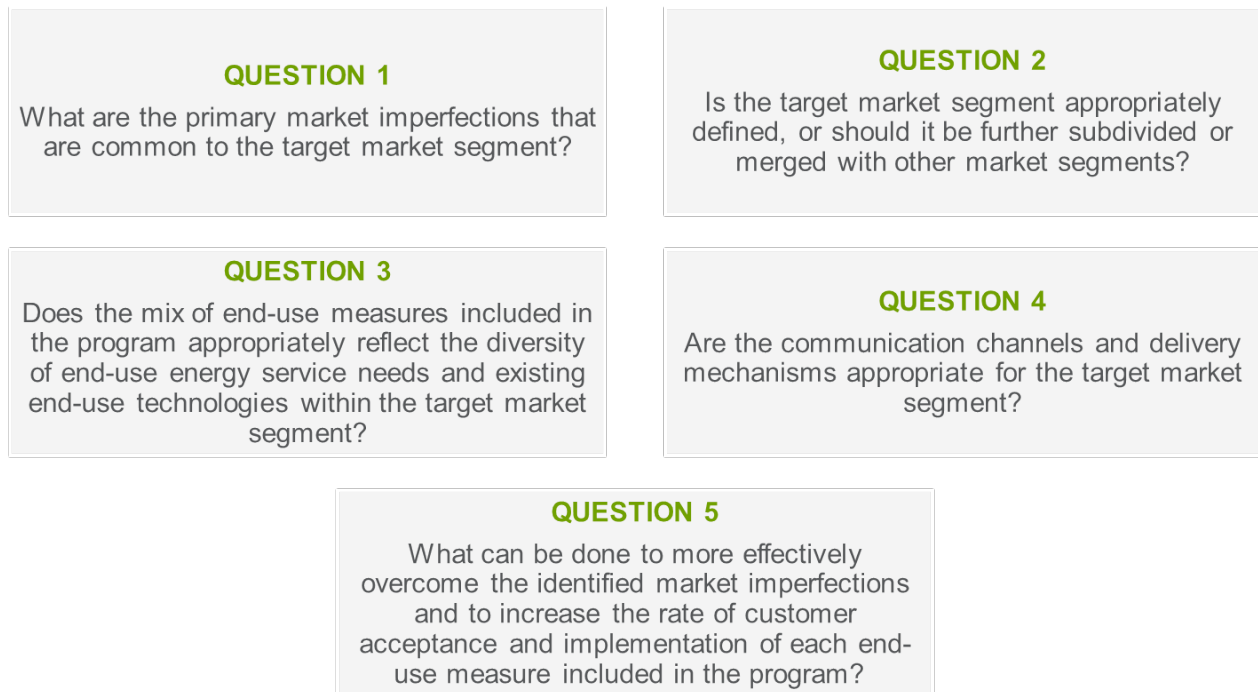 QUESTION 1
What are the primary market imperfections that
are common to the target market segment?
QUESTION 2
Is the target market segment appropriately
defined, or should it be further subdivided or
merged with other market segments?
QUESTION 3
Does the mix of end-use measures included in
the program appropriately reflect the diversity
of end-use energy service needs and existing
end-use technologies within the target market
segment?
QUESTION 4
Are the communication channels and delivery
mechanisms appropriate for the target market
segment?
QUESTION 5
What can be done to more effectively
overcome the identified market imperfections
and to increase the rate of customer
acceptance and implementation of each end-
use measure included in the program?